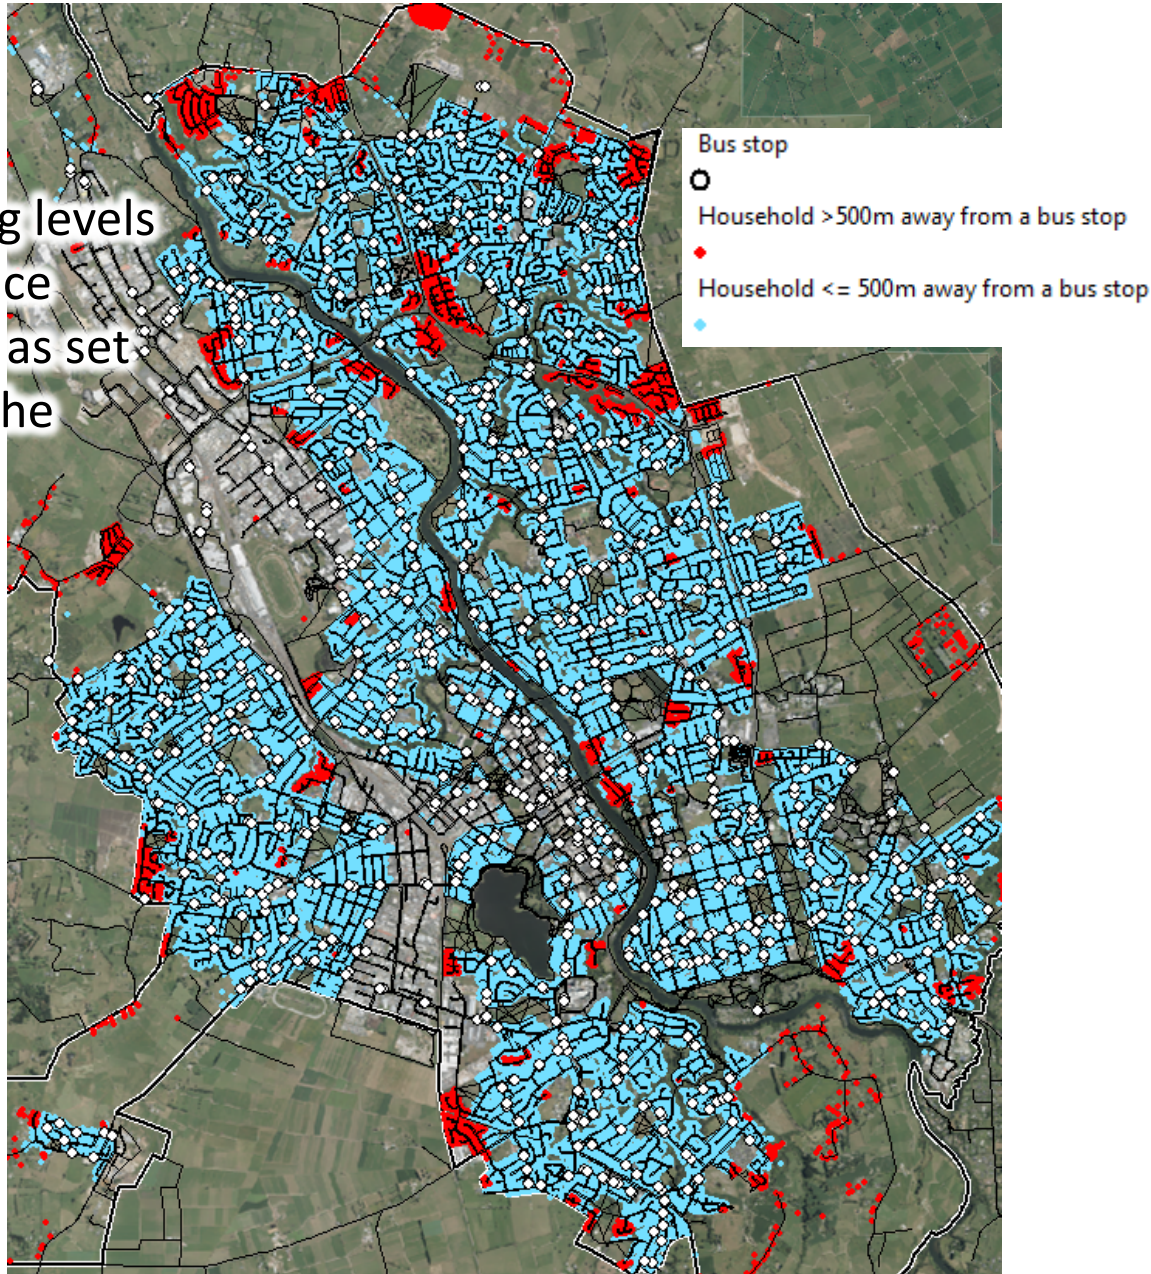 g levels
ce
as set
he
Bus stop
Household >500m away from a bus stop
Household <= 500m away from a bus stop